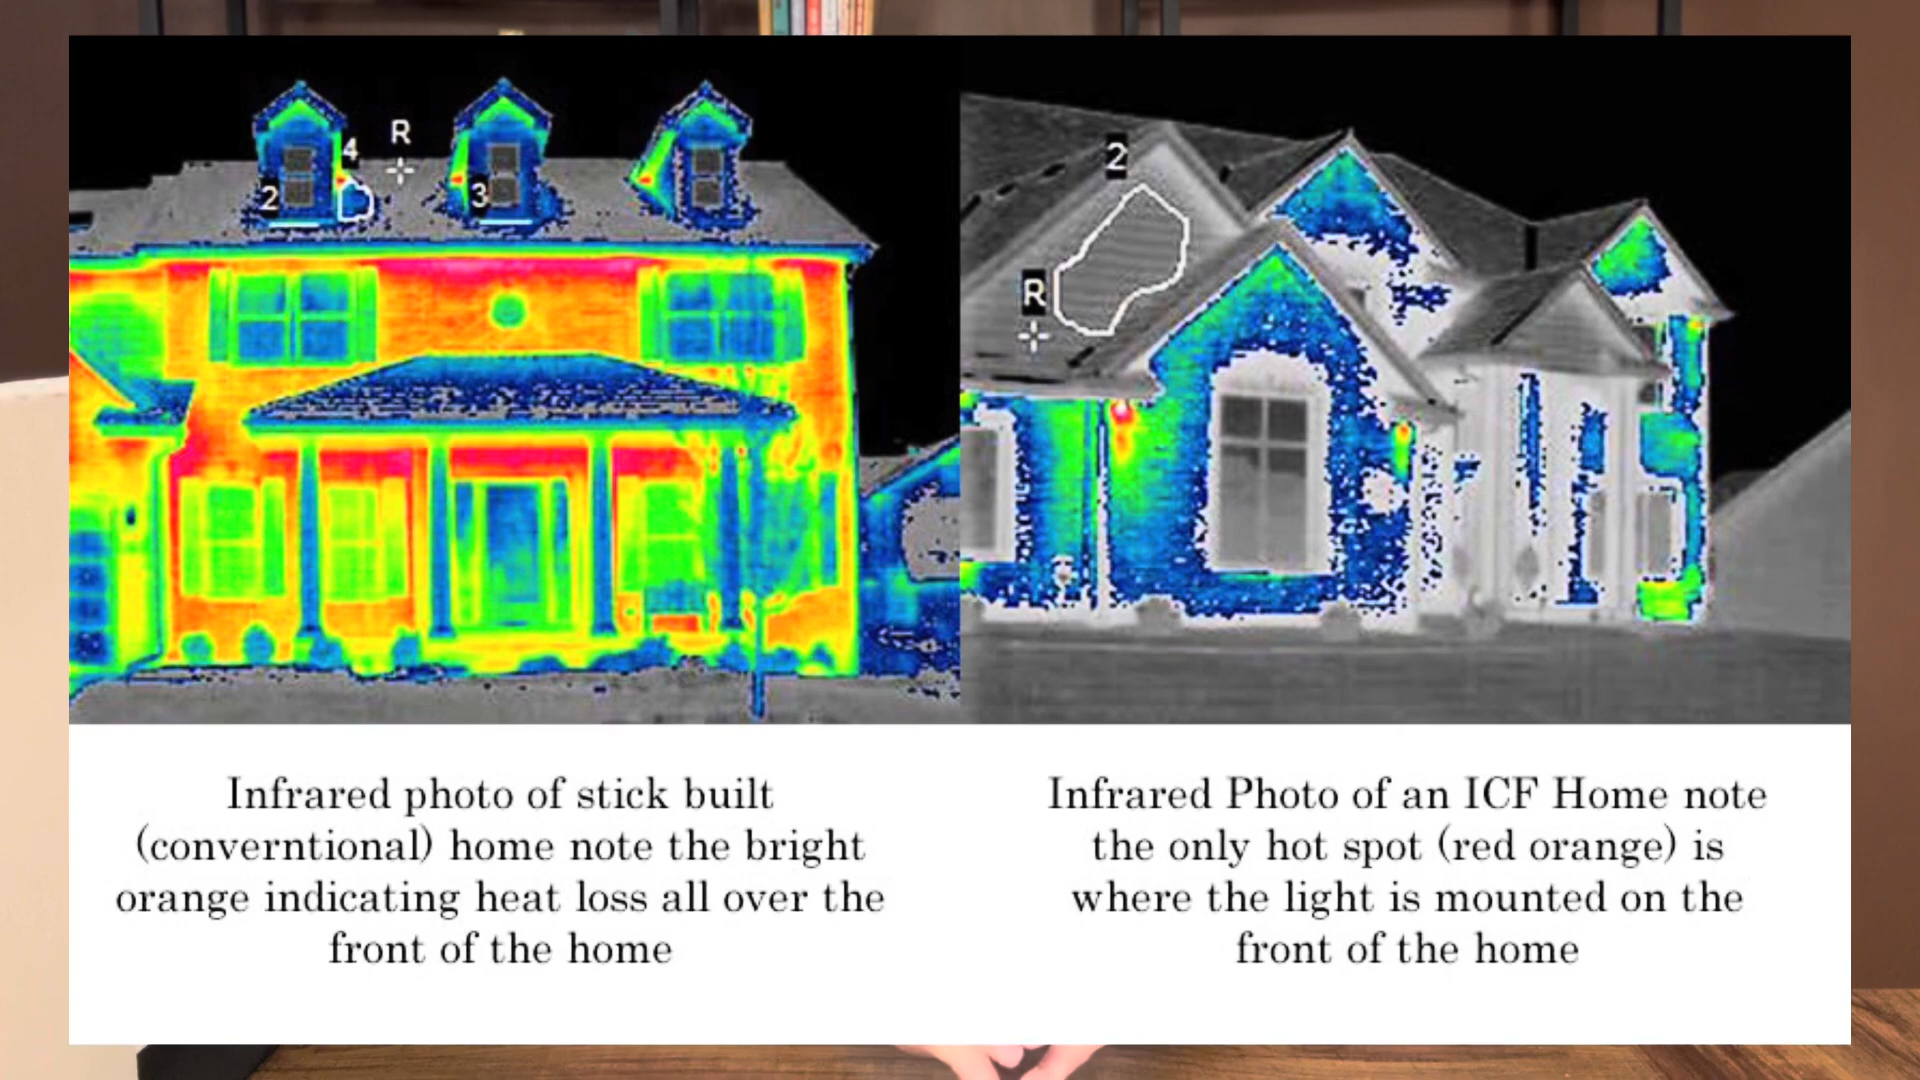 R
4
2
3
2
R
Infrared photo of stick built
(converntional) home note the bright
orange indicating heat loss all over the
front of the home
Infrared Photo of an ICF Home note
the only hot spot (red orange) is
where the light is mounted on the
front of the home